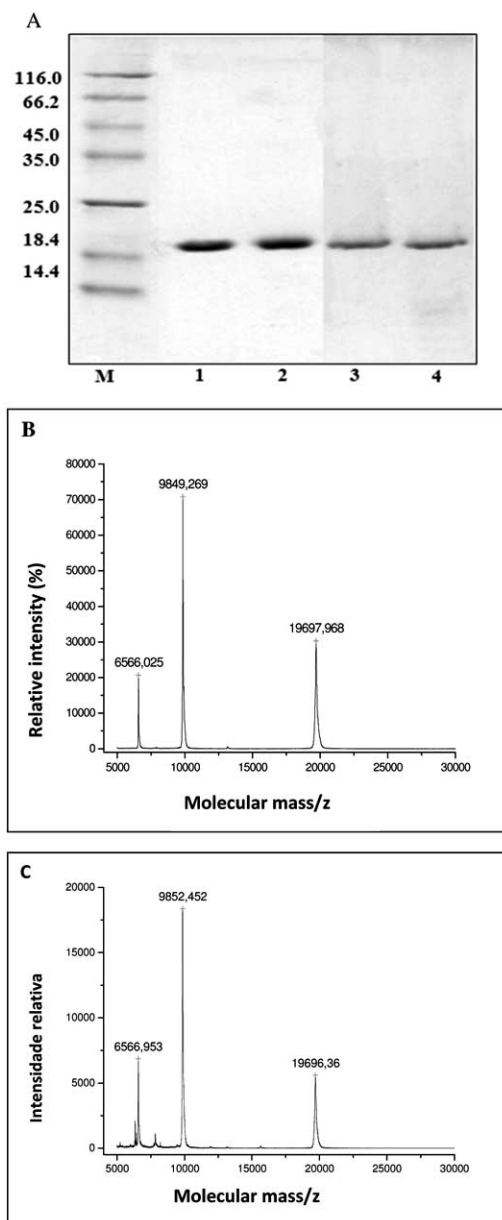 A
116.0
66.2
45.0
35.0
25.0
18.4
14.4
M 1 2 3 4
B
80000
70000
60000
50000
40000
30000
20000
10000
0
9849,269
19697,968
6566,025
Relative intensity (%)
5000 10000 15000 20000 25000 30000
Molecular mass/z
C
20000
15000
10000
5000
0
9852,452
6566,953
19696,36
Intensidade relativa
5000 10000 15000 20000 25000 30000
Molecular mass/z